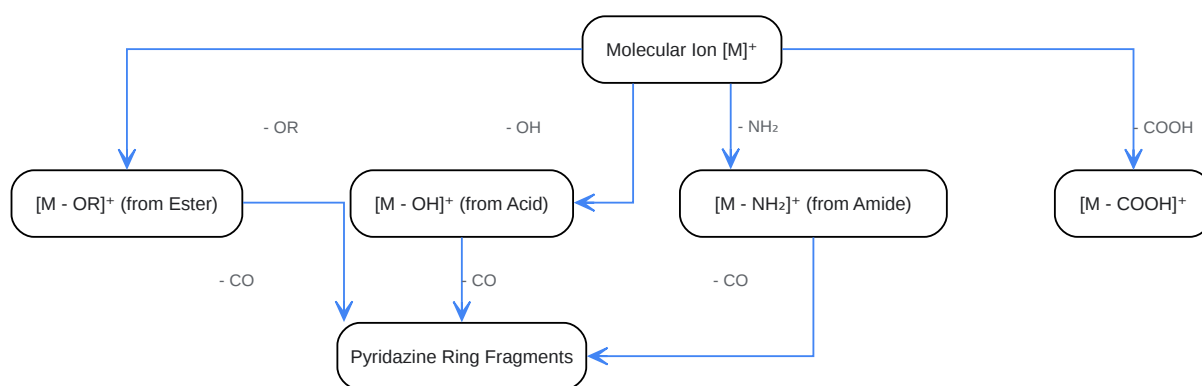 Molecular Ion [M]⁺
- OR
- OH
- NH₂
- COOH
[M - OR]⁺ (from Ester)
[M - OH]⁺ (from Acid)
[M - NH₂]⁺ (from Amide)
[M - COOH]⁺
- CO
- CO
- CO
Pyridazine Ring Fragments